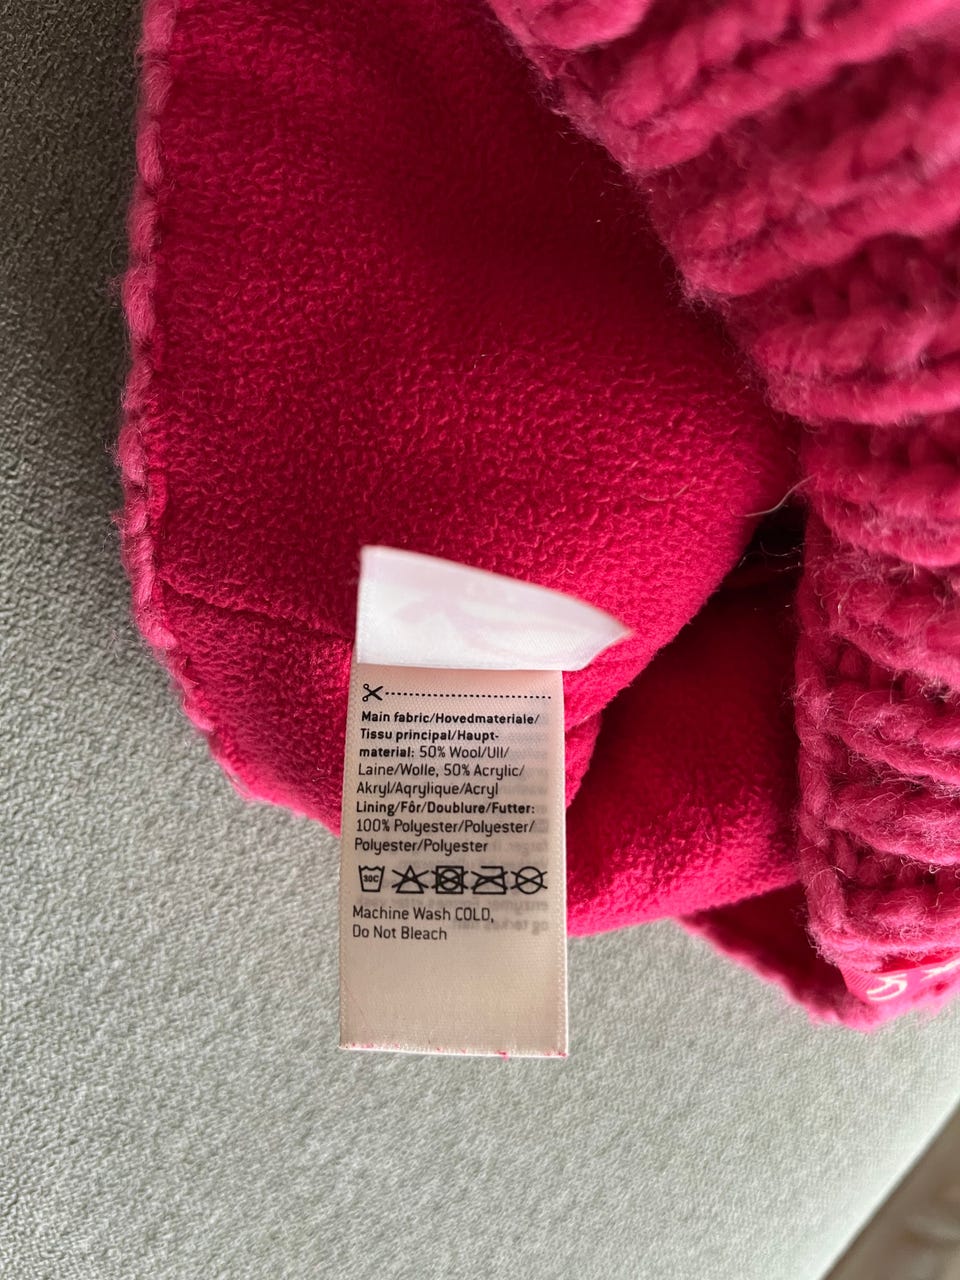 Main fabric/Hovedmateriale/
Tissu principal/Haupt-
material: 50% Wool/Ull/
Laine/Wolle, 50% Acrylic/
Akryl/Aqrylique/Acryl
Lining/Fôr/Doublure/Futter:
100% Polyester/Polyester/
Polyester/Polyester
30C
Machine Wash COLD,
Do Not Bleach